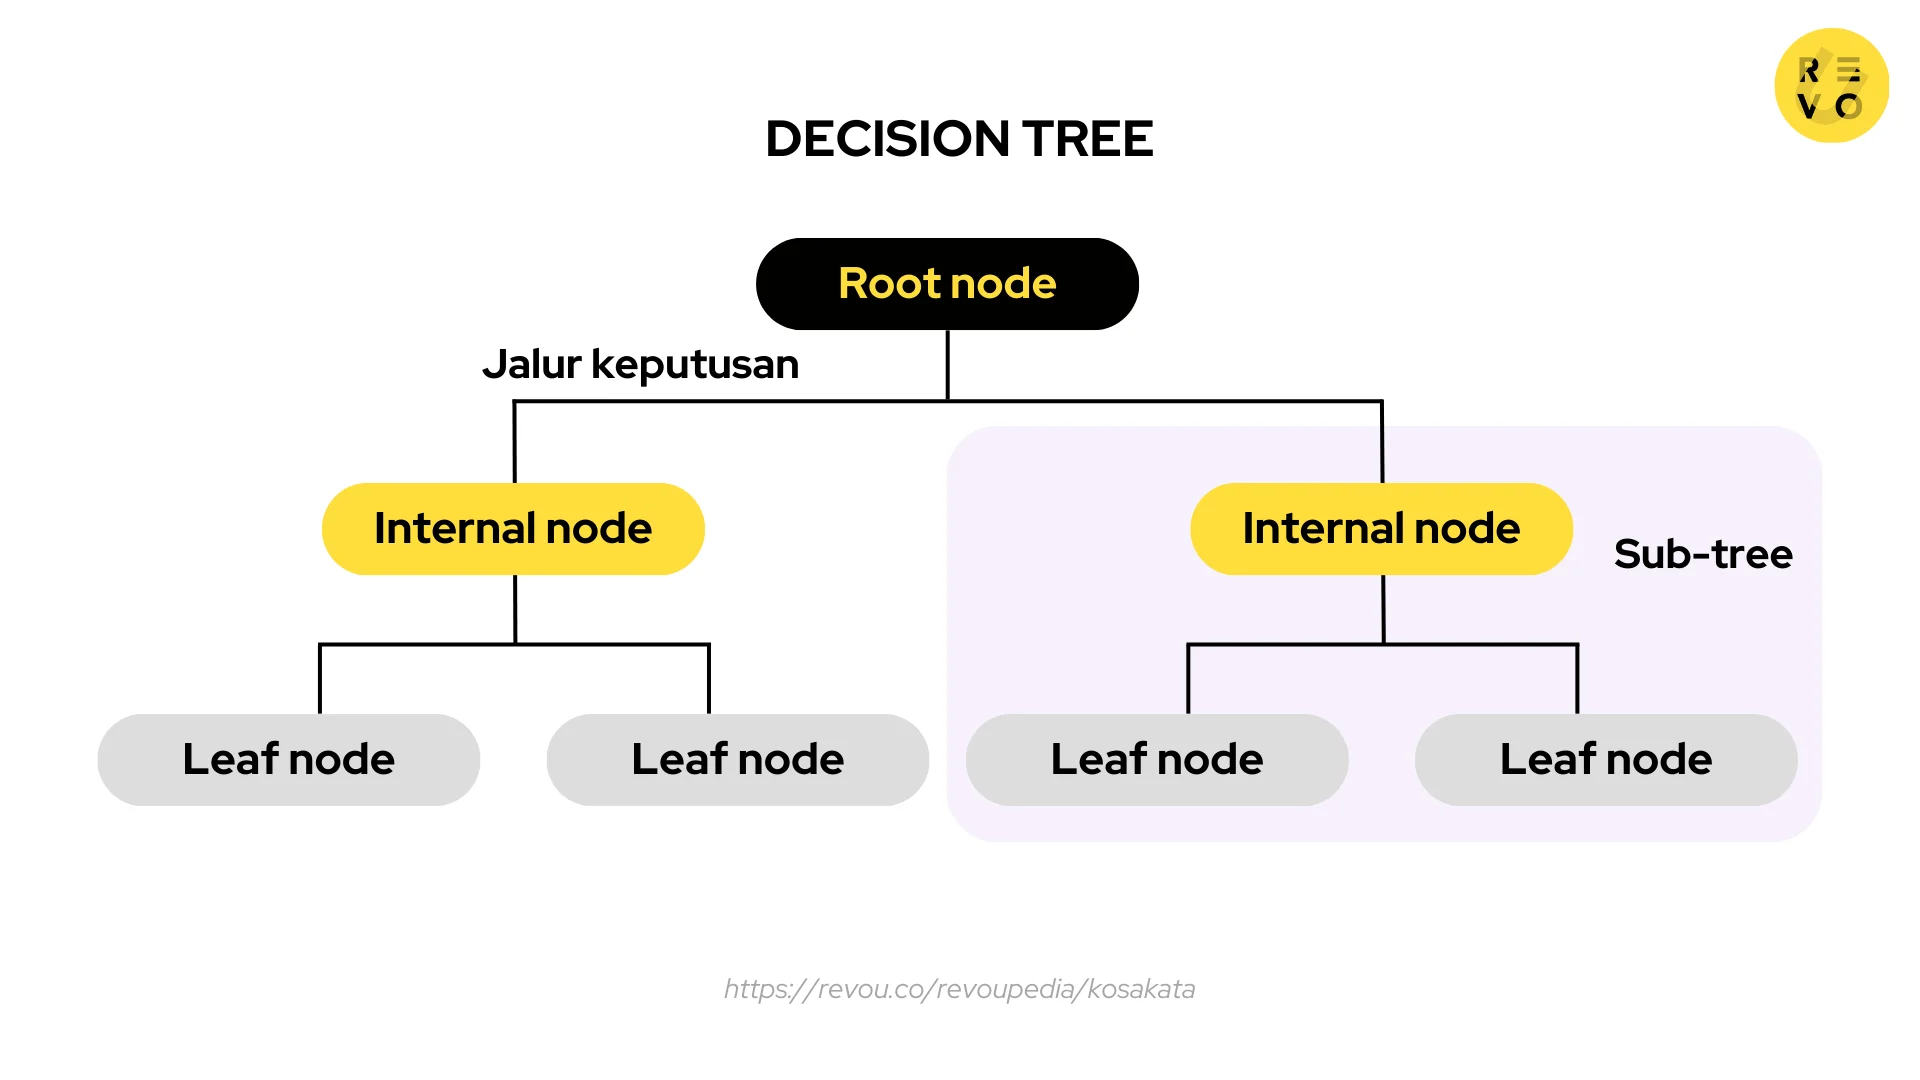 R E
V O
DECISION TREE
Root node
Jalur keputusan
Internal node
Internal node
Sub-tree
Leaf node
Leaf node
Leaf node
Leaf node
https://revou.co/revoupedia/kosakata